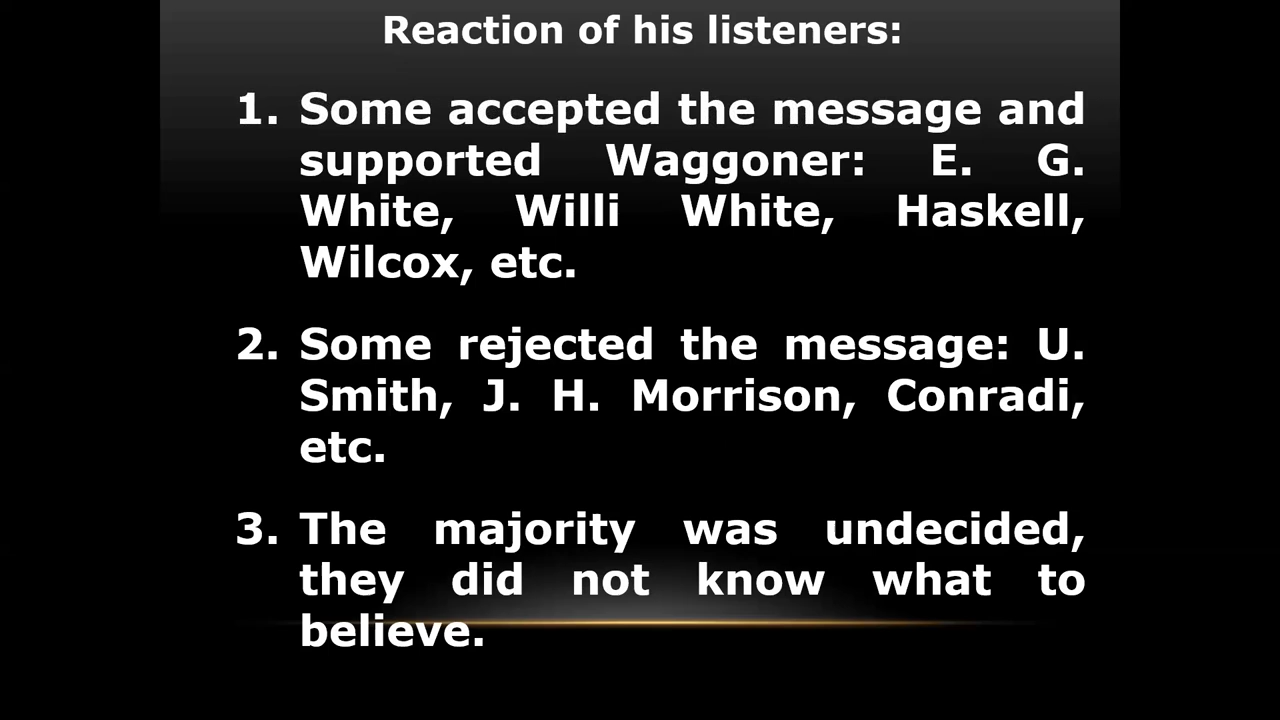 Reaction of his listeners:
1. Some accepted the message and
supported Waggoner: E. G.
White, Willi White, Haskell,
Wilcox, etc.
2. Some rejected the message: U.
Smith, J. H. Morrison, Conradi,
etc.
3. The majority was undecided,
they did not know what to
believe.